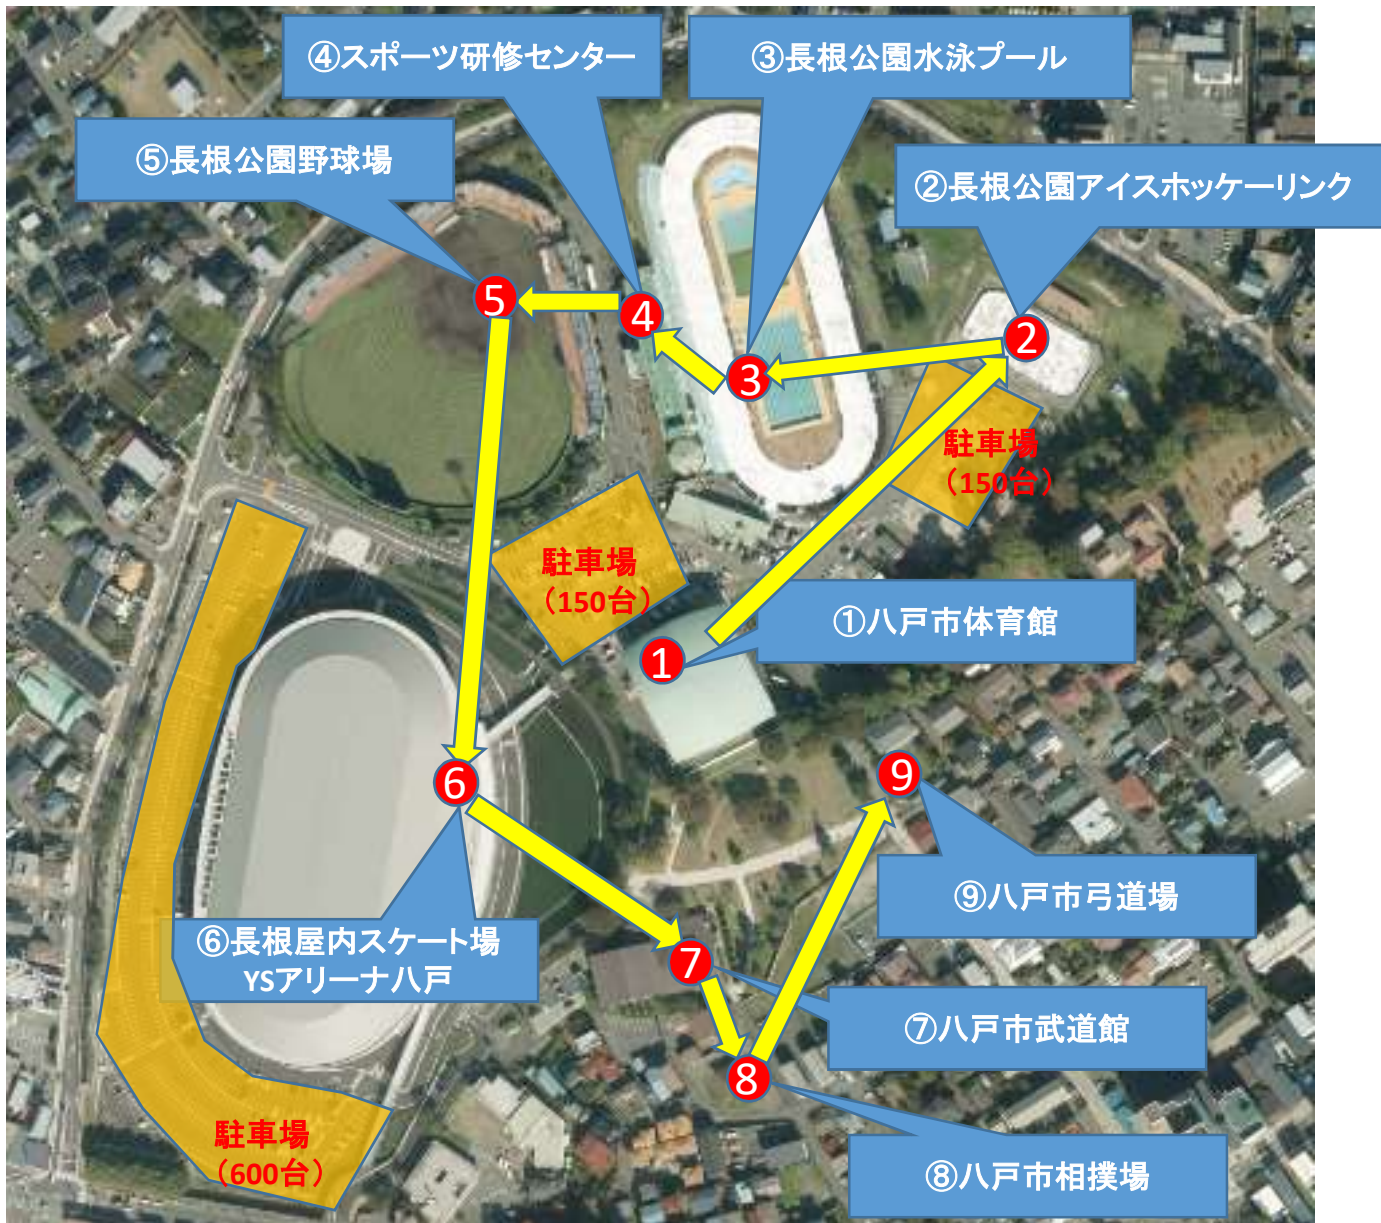 ④スポーツ研修センター
③長根公園水泳プール
⑤長根公園野球場
②長根公園アイスホッケーリンク
5
4
2
3
駐車場
（150台）
駐車場
（150台）
①八戸市体育館
1
6
9
⑨八戸市弓道場
⑥長根屋内スケート場
YSアリーナ八戸
7
⑦八戸市武道館
8
駐車場
（600台）
⑧八戸市相撲場